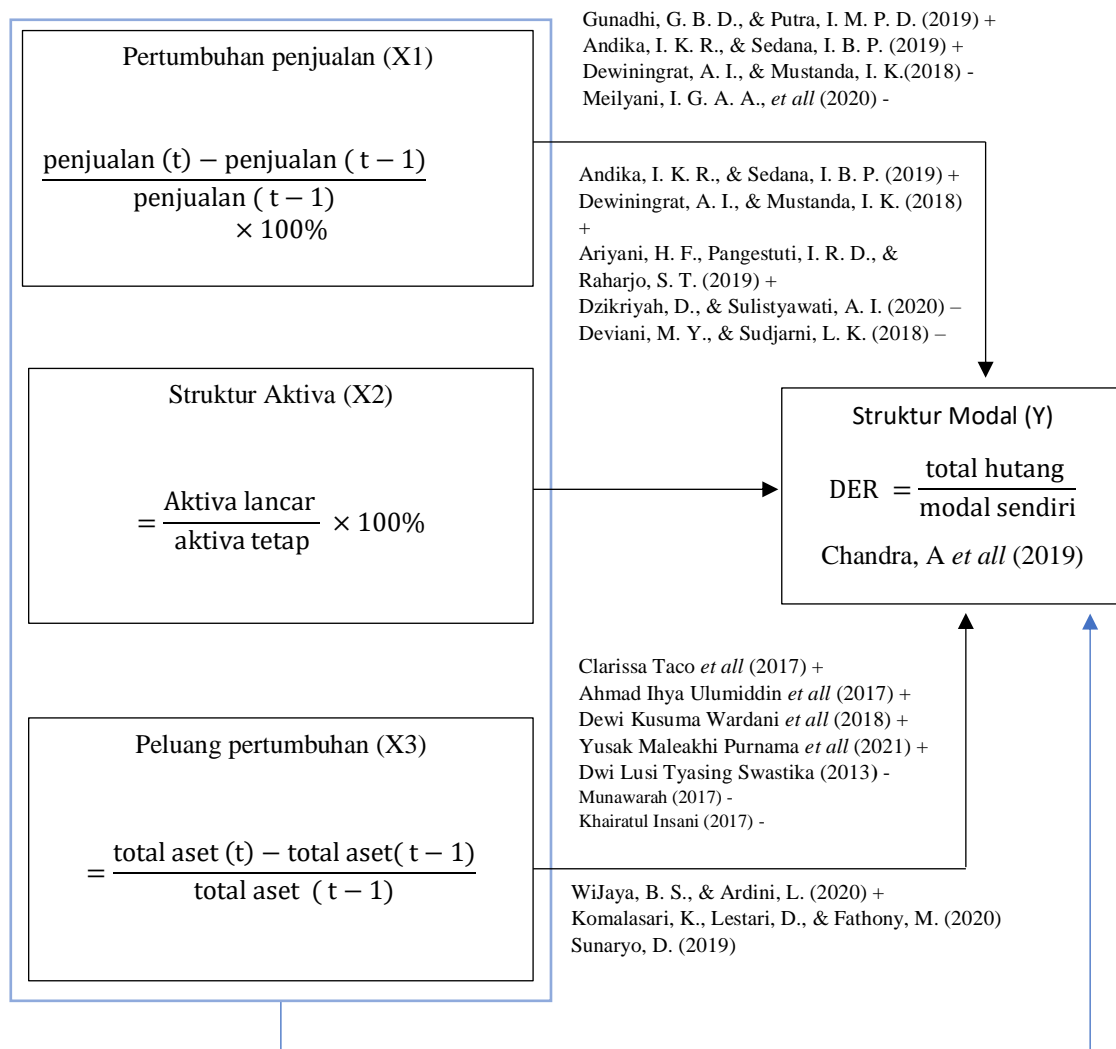 Gunadhi, G. B. D., & Putra, I. M. P. D. (2019) +
Andika, I. K. R., & Sedana, I. B. P. (2019) +
Dewiningrat, A. I., & Mustanda, I. K.(2018) -
Meilyani, I. G. A. A., et all (2020) -
Pertumbuhan penjualan (X1)
penjualan (t) − penjualan ( t − 1)
penjualan ( t − 1)
× 100%
Andika, I. K. R., & Sedana, I. B. P. (2019) +
Dewiningrat, A. I., & Mustanda, I. K. (2018)
+
Ariyani, H. F., Pangestuti, I. R. D., &
Raharjo, S. T. (2019) +
Dzikriyah, D., & Sulistyawati, A. I. (2020) –
Deviani, M. Y., & Sudjarni, L. K. (2018) –
Struktur Aktiva (X2)
= Aktiva lancar
aktiva tetap × 100%
Struktur Modal (Y)
DER = total hutang
modal sendiri
Chandra, A et all (2019)
Clarissa Taco et all (2017) +
Ahmad Ihya Ulumiddin et all (2017) +
Dewi Kusuma Wardani et all (2018) +
Yusak Maleakhi Purnama et all (2021) +
Dwi Lusi Tyasing Swastika (2013) -
Munawarah (2017) -
Khairatul Insani (2017) -
Peluang pertumbuhan (X3)
= total aset (t) − total aset( t − 1)
total aset ( t − 1)
WiJaya, B. S., & Ardini, L. (2020) +
Komalasari, K., Lestari, D., & Fathony, M. (2020)
Sunaryo, D. (2019)